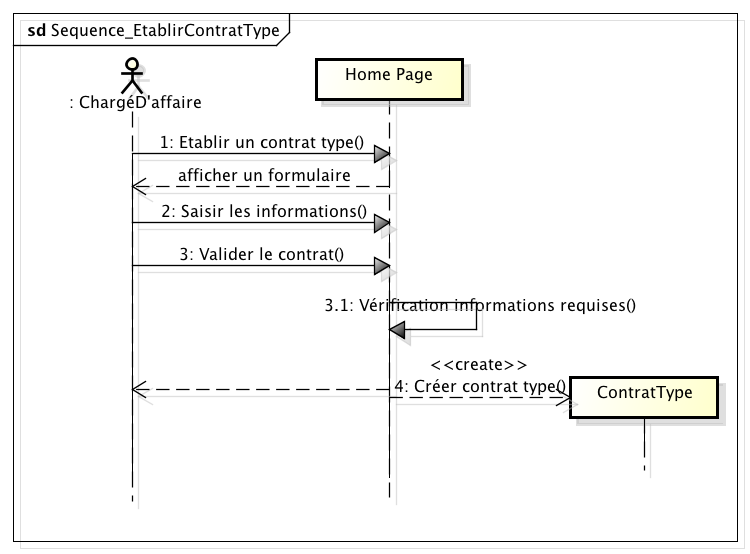 sd Sequence_EtablirContratType
Home Page
: ChargéD'affaire
1: Etablir un contrat type()
afficher un formulaire
2: Saisir les informations()
3: Valider le contrat()
3.1: Vérification informations requises()
<<create>>
4: Créer contrat type()
ContratType